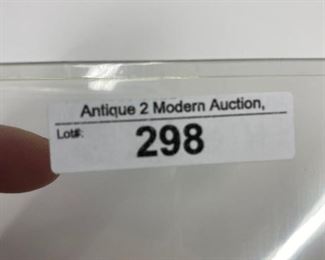 Antique 2 Modern Auction,
Lot#: 298